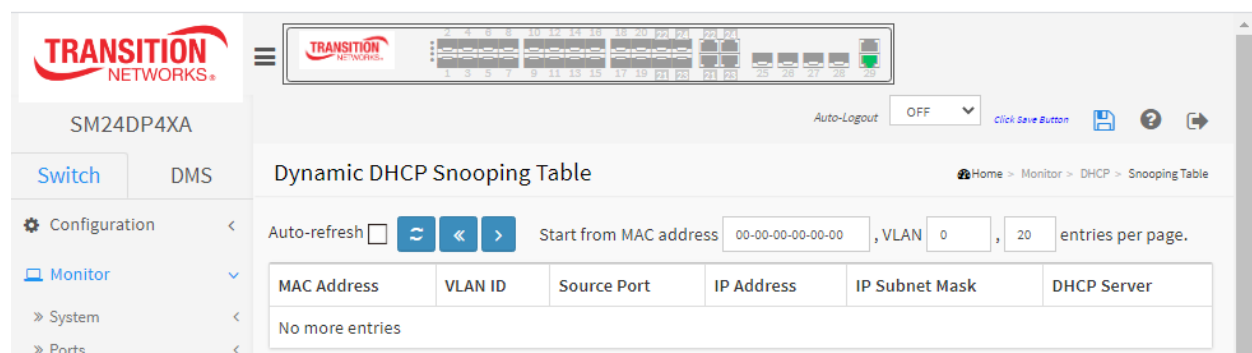 TRANSITION
NETWORKS®
TRANSITION
NETWORKS.
2 4 6 8 10 12 14 16 18 20 22 24 22 24
1 3 5 7 9 11 13 15 17 19 21 23 21 23 25 26 27 28 29
SM24DP4XA
Auto-Logout OFF Click Save Button
Switch DMS
Dynamic DHCP Snooping Table
Home > Monitor > DHCP > Snooping Table
Configuration
Auto-refresh « > Start from MAC address 00-00-00-00-00-00 , VLAN 0 , 20 entries per page.
Monitor
MAC Address VLAN ID Source Port IP Address IP Subnet Mask DHCP Server
» System
No more entries
» Ports